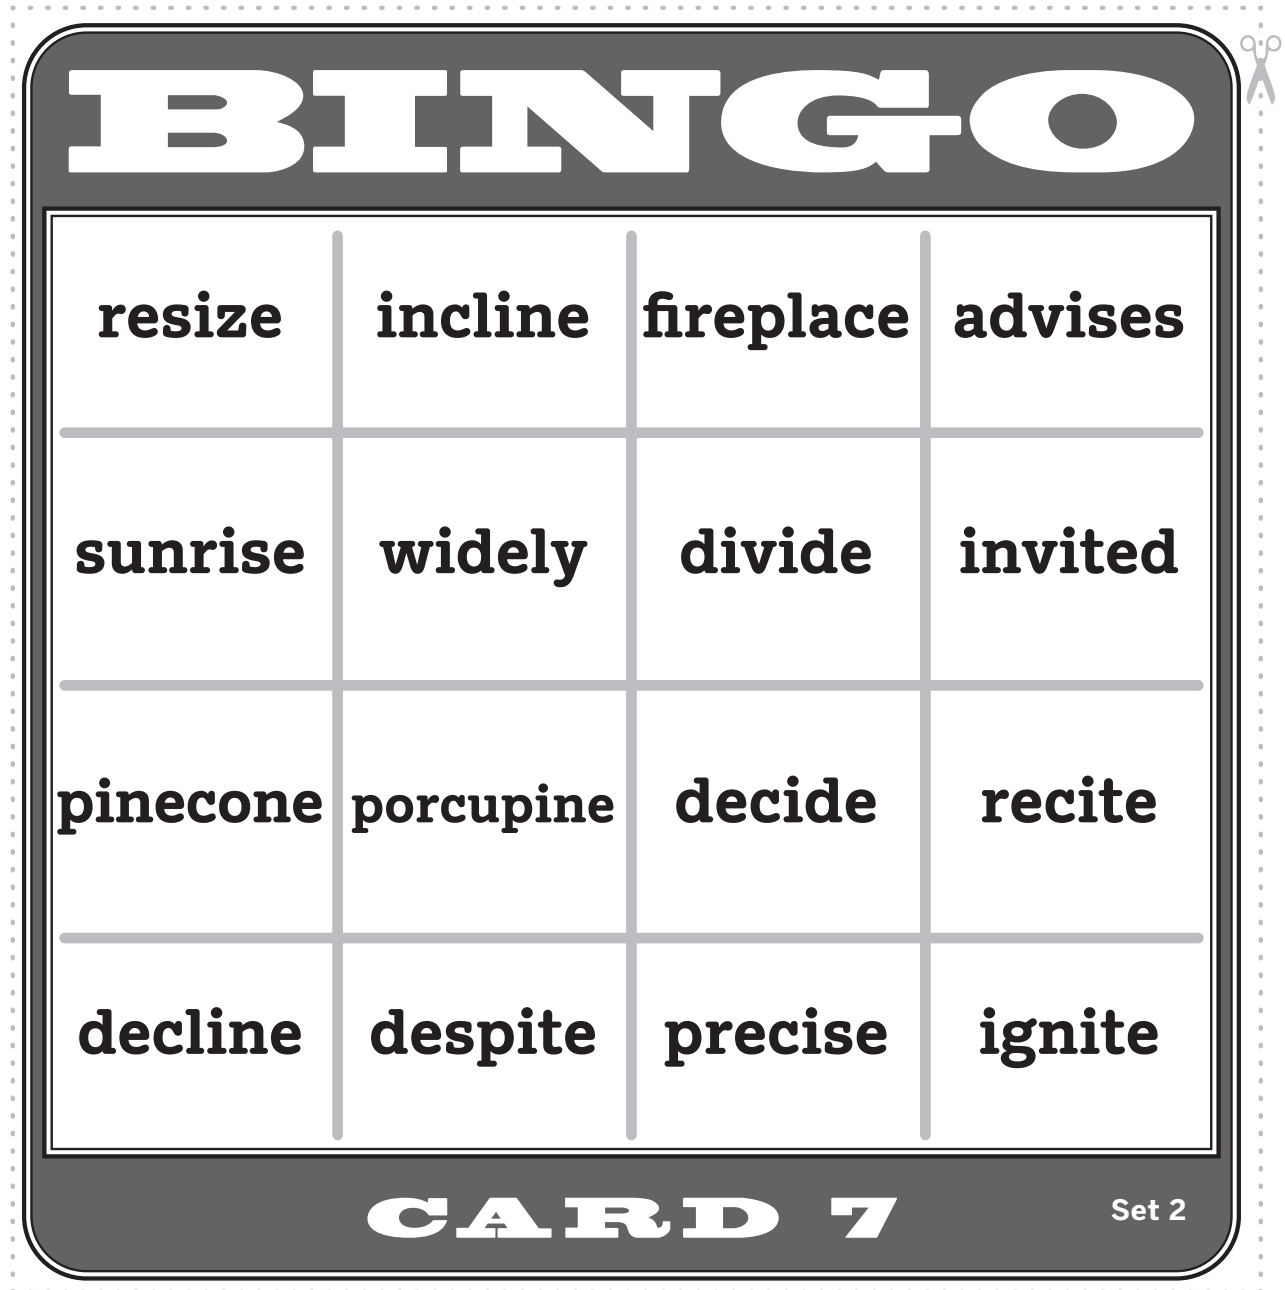 BINGO
resize incline fireplace advises
sunrise widely divide invited
pinecone porcupine decide recite
decline despite precise ignite
CARD 7
Set 2